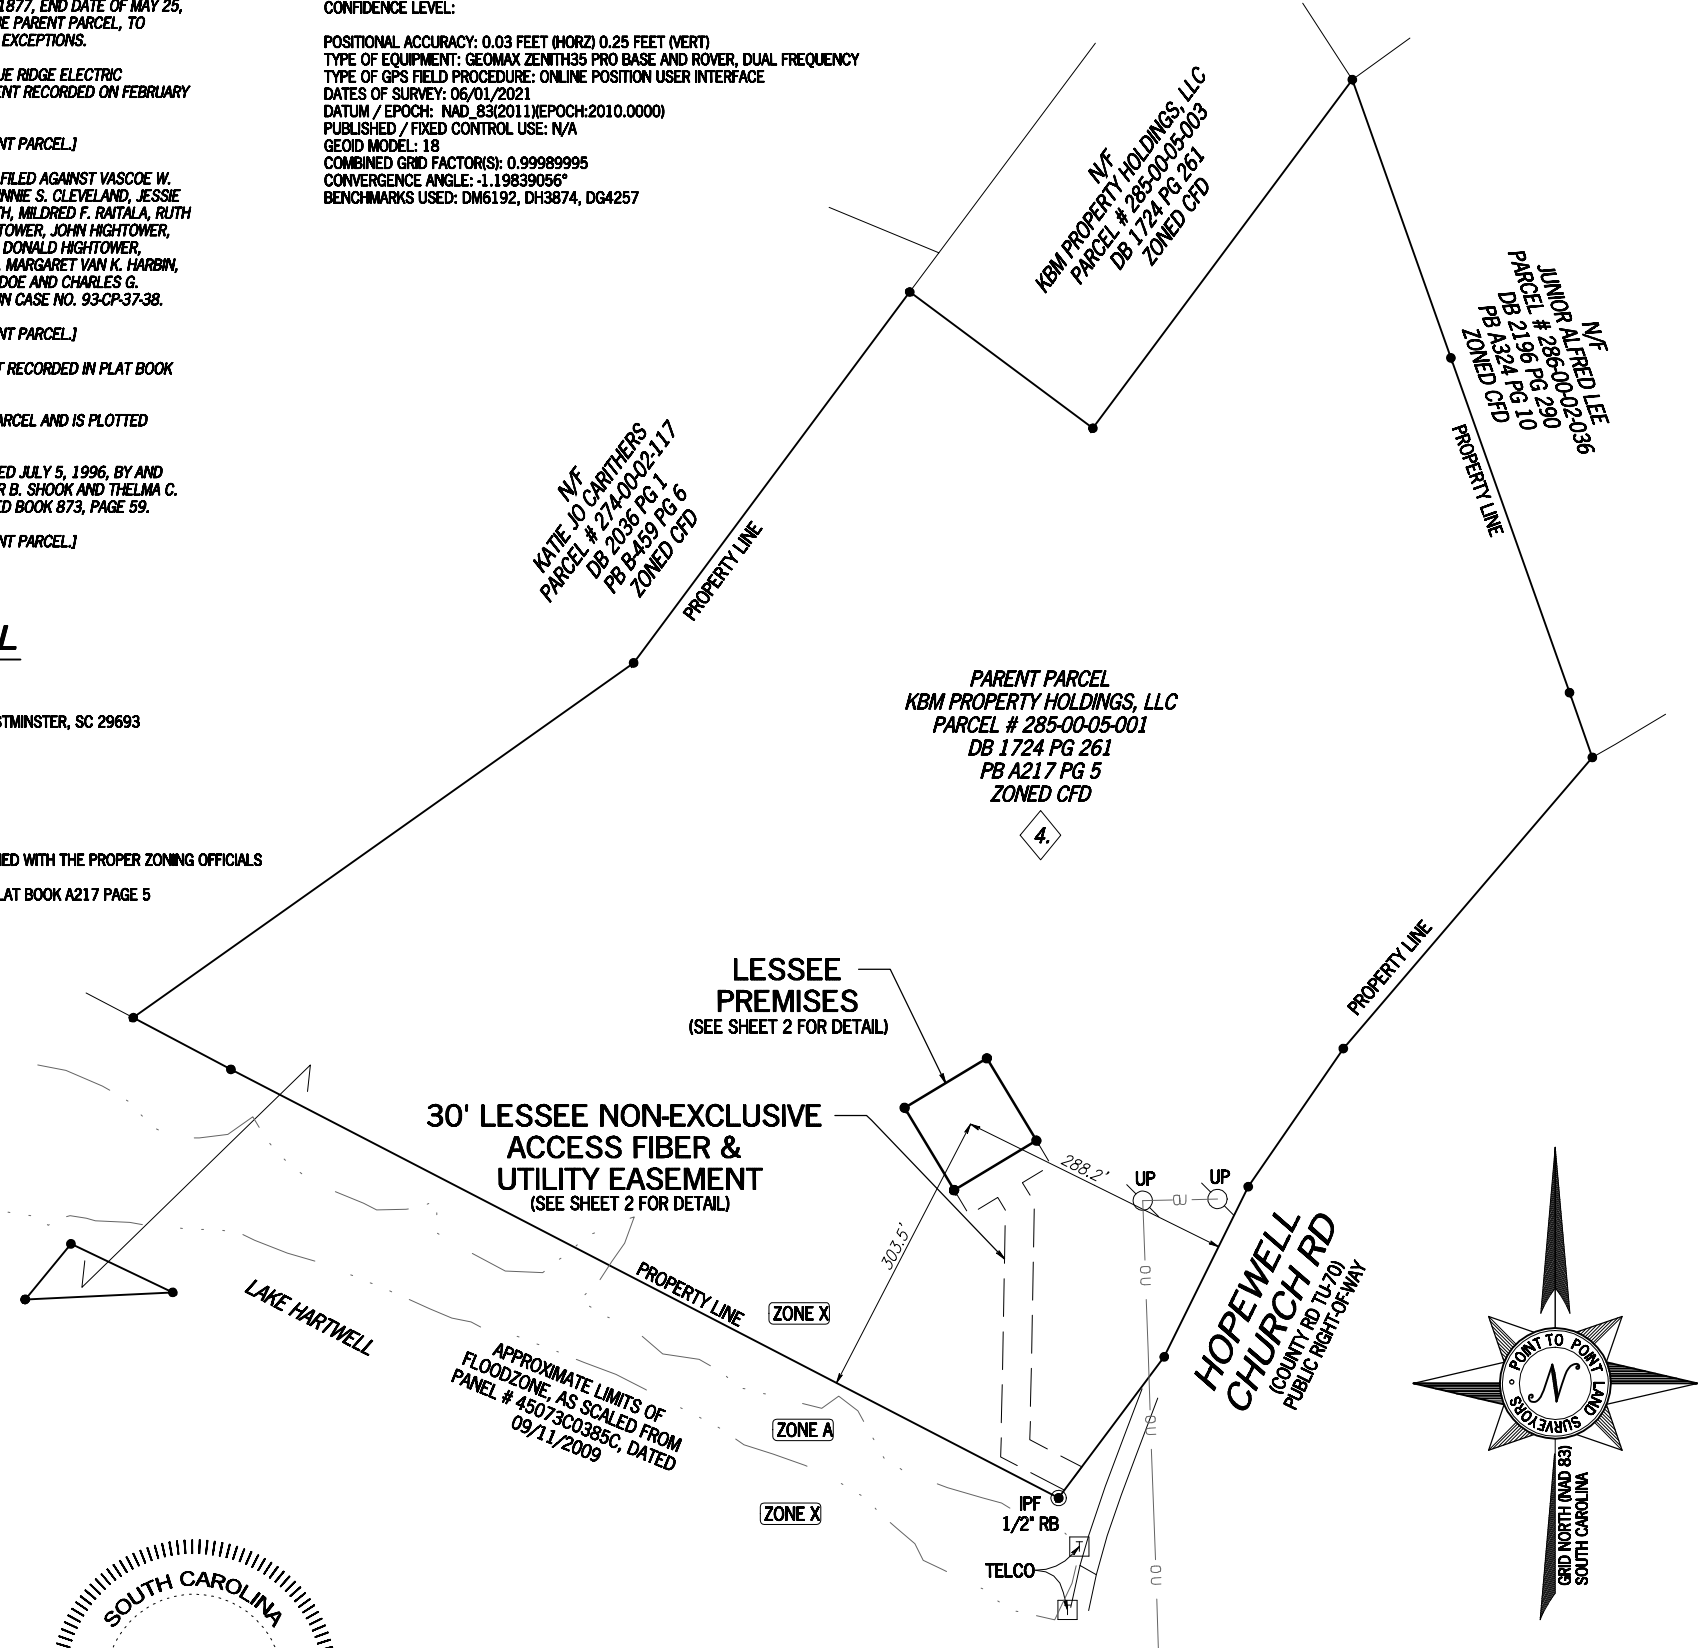 1877, END DATE OF MAY 25,
BE PARENT PARCEL, TO
EXCEPTIONS.
UE RIDGE ELECTRIC
ENT RECORDED ON FEBRUARY
NT PARCEL.]
FILED AGAINST VASCOE W.
NNIE S. CLEVELAND, JESSIE
TH, MILDRED F. RAITALA, RUTH
TOWER, JOHN HIGHTOWER,
DONALD HIGHTOWER,
MARGARET VAN K. HARBIN,
DOE AND CHARLES G.
IN CASE NO. 93-CP-37-38.
NT PARCEL.]
T RECORDED IN PLAT BOOK
ARCEL AND IS PLOTTED
ED JULY 5, 1996, BY AND
R B. SHOOK AND THELMA C.
ED BOOK 873, PAGE 59.
NT PARCEL.]
L
STMINSTER, SC 29693
IED WITH THE PROPER ZONING OFFICIALS
LAT BOOK A217 PAGE 5
CONFIDENCE LEVEL:
POSITIONAL ACCURACY: 0.03 FEET (HORZ) 0.25 FEET (VERT)
TYPE OF EQUIPMENT: GEOMAX ZENITH35 PRO BASE AND ROVER, DUAL FREQUENCY
TYPE OF GPS FIELD PROCEDURE: ONLINE POSITION USER INTERFACE
DATES OF SURVEY: 06/01/2021
DATUM / EPOCH: NAD_83(2011)(EPOCH:2010.0000)
PUBLISHED / FIXED CONTROL USE: N/A
GEOID MODEL: 18
COMBINED GRID FACTOR(S): 0.99989995
CONVERGENCE ANGLE: -1.19839056°
BENCHMARKS USED: DM6192, DH3874, DG4257
N/F
KBM PROPERTY HOLDINGS, LLC
PARCEL # 285-00-05-003
DB 1724 PG 261
ZONED CFD
N/F
JUNIOR ALFRED LEE
PARCEL # 286-00-02-036
DB 2196 PG 290
PB A324 PG 10
ZONED CFD
PROPERTY LINE
N/F
KATIE JO CARITHERS
PARCEL # 274-00-02-117
DB 2036 PG 1
PB B-459 PG 6
ZONED CFD
PROPERTY LINE
PARENT PARCEL
KBM PROPERTY HOLDINGS, LLC
PARCEL # 285-00-05-001
DB 1724 PG 261
PB A217 PG 5
ZONED CFD
4.
PROPERTY LINE
LESSEE
PREMISES
(SEE SHEET 2 FOR DETAIL)
30' LESSEE NON-EXCLUSIVE
ACCESS FIBER &
UTILITY EASEMENT
(SEE SHEET 2 FOR DETAIL)
288.2'
303.5'
UP
UP
OU
OU
OU
OU
HOPEWELL
CHURCH RD
(COUNTY RD TU-70)
PUBLIC RIGHT-OF-WAY
PROPERTY LINE
LAKE HARTWELL
ZONE X
APPROXIMATE LIMITS OF
FLOODZONE, AS SCALED FROM
PANEL # 45073C0385C, DATED
09/11/2009
ZONE A
ZONE X
IPF
1/2" RB
TELCO
T
T
POINT TO POINT LAND SURVEYORS
N
GRID NORTH (NAD 83)
SOUTH CAROLINA
SOUTH CAROLINA